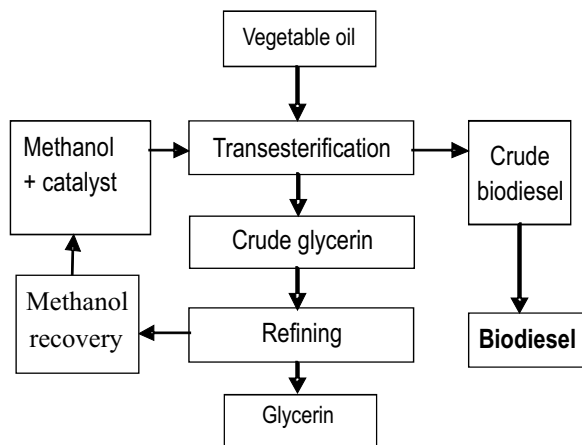 Vegetable oil
Methanol
+ catalyst
Transesterification
Crude
biodiesel
Crude glycerin
Methanol
recovery
Refining
Biodiesel
Glycerin